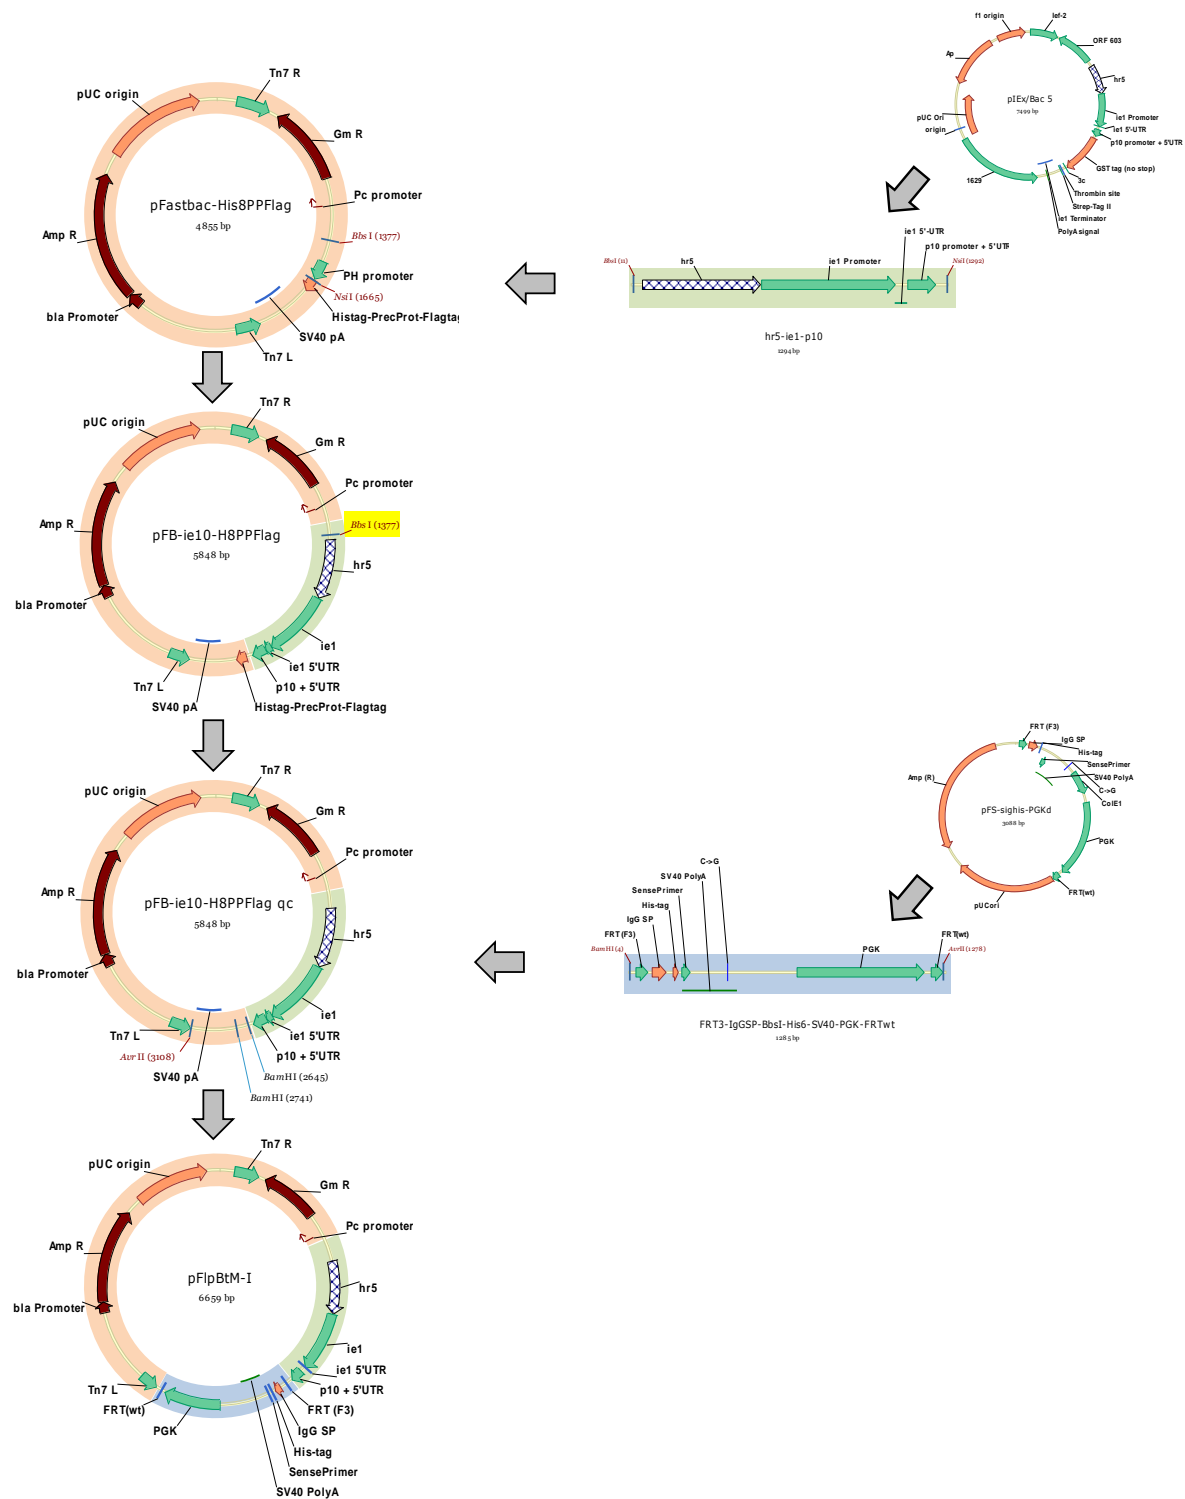 Tn7 R
pUC origin
Gm R
Pc promoter
pFastbac-His8PPFlag
4855 bp
Amp R
BbsI (1377)
PH promoter
NsiI (1665)
Histag-PrecProt-Flagta
bla Promoter
SV40 pA
Tn7 L
f1 origin
lef-2
ORF 603
Ap
hr5
pIEx/Bac 5
7499 bp
pUC Ori
ie1 Promoter
origin
ie1 5'-UTR
p10 promoter + 5'UTR
GST tag (no stop)
1629
3c
Thrombin site
Strep-Tag II
ie1 Terminator
PolyA signal
ie1 5'-UTR
p10 promoter + 5'UTR
BbsI (11)
hr5
ie1 Promoter
NsiI (1292)
hr5-ie1-p10
1294 bp
Tn7 R
pUC origin
Gm R
Pc promoter
Amp R
BbsI (1377)
pFB-ie10-H8PPFlag
5848 bp
hr5
bla Promoter
ie1
ie1 5'UTR
Tn7 L
p10 + 5'UTR
SV40 pA
Histag-PrecProt-Flagtag
Tn7 R
pUC origin
Gm R
Pc promoter
Amp R
pFB-ie10-H8PPFlag qc
5848 bp
hr5
bla Promoter
ie1
Tn7 L
ie1 5'UTR
AvrII (3108)
p10 + 5'UTR
SV40 pA
BamHI (2645)
BamHI (2741)
FRT (F3)
IgG SP
His-tag
SensePrimer
SV40 PolyA
Amp (R)
C->G
ColE1
pFS-sighis-PGKd
3088 bp
PGK
FRT(wt)
pUCori
C->G
SV40 PolyA
SensePrimer
His-tag
IgG SP
FRT (F3)
FRT(wt)
BamHI (4)
PGK
AvrII (1278)
FRT3-IgGSP-BbsI-His6-SV40-PGK-FRTwt
1285 bp
Tn7 R
pUC origin
Gm R
Pc promoter
Amp R
pFlpBtM-I
6659 bp
hr5
bla Promoter
ie1
ie1 5'UTR
Tn7 L
p10 + 5'UTR
FRT(wt)
FRT (F3)
PGK
IgG SP
His-tag
SensePrimer
SV40 PolyA